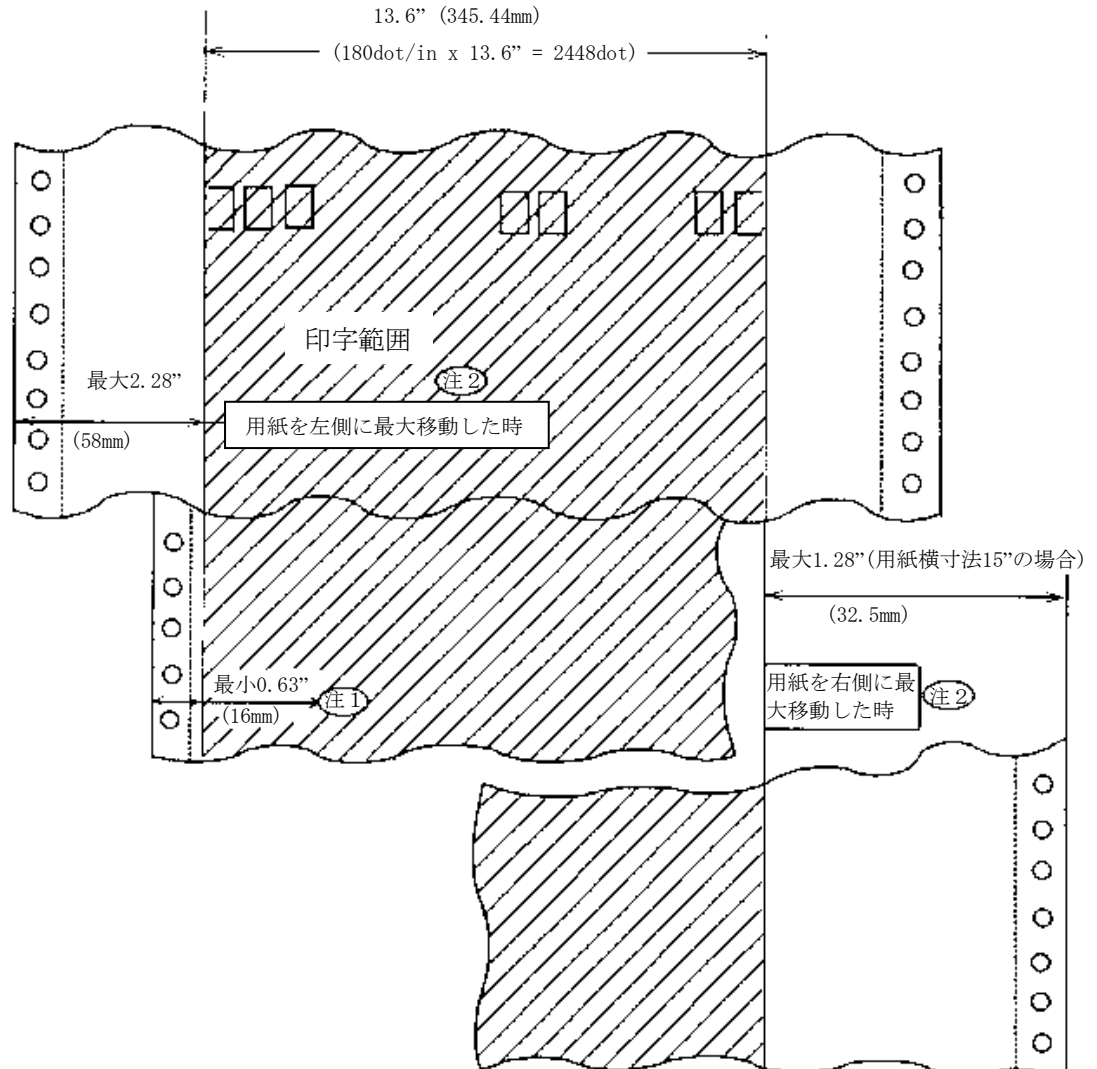 13.6” (345.44mm)
(180dot/in x 13.6” = 2448dot)
印字範囲
注２
最大2.28”
(58mm)
用紙を左側に最大移動した時
最大1.28”(用紙横寸法15”の場合)
(32.5mm)
最小0.63”
(16mm)
注１
用紙を右側に最
大移動した時
注２